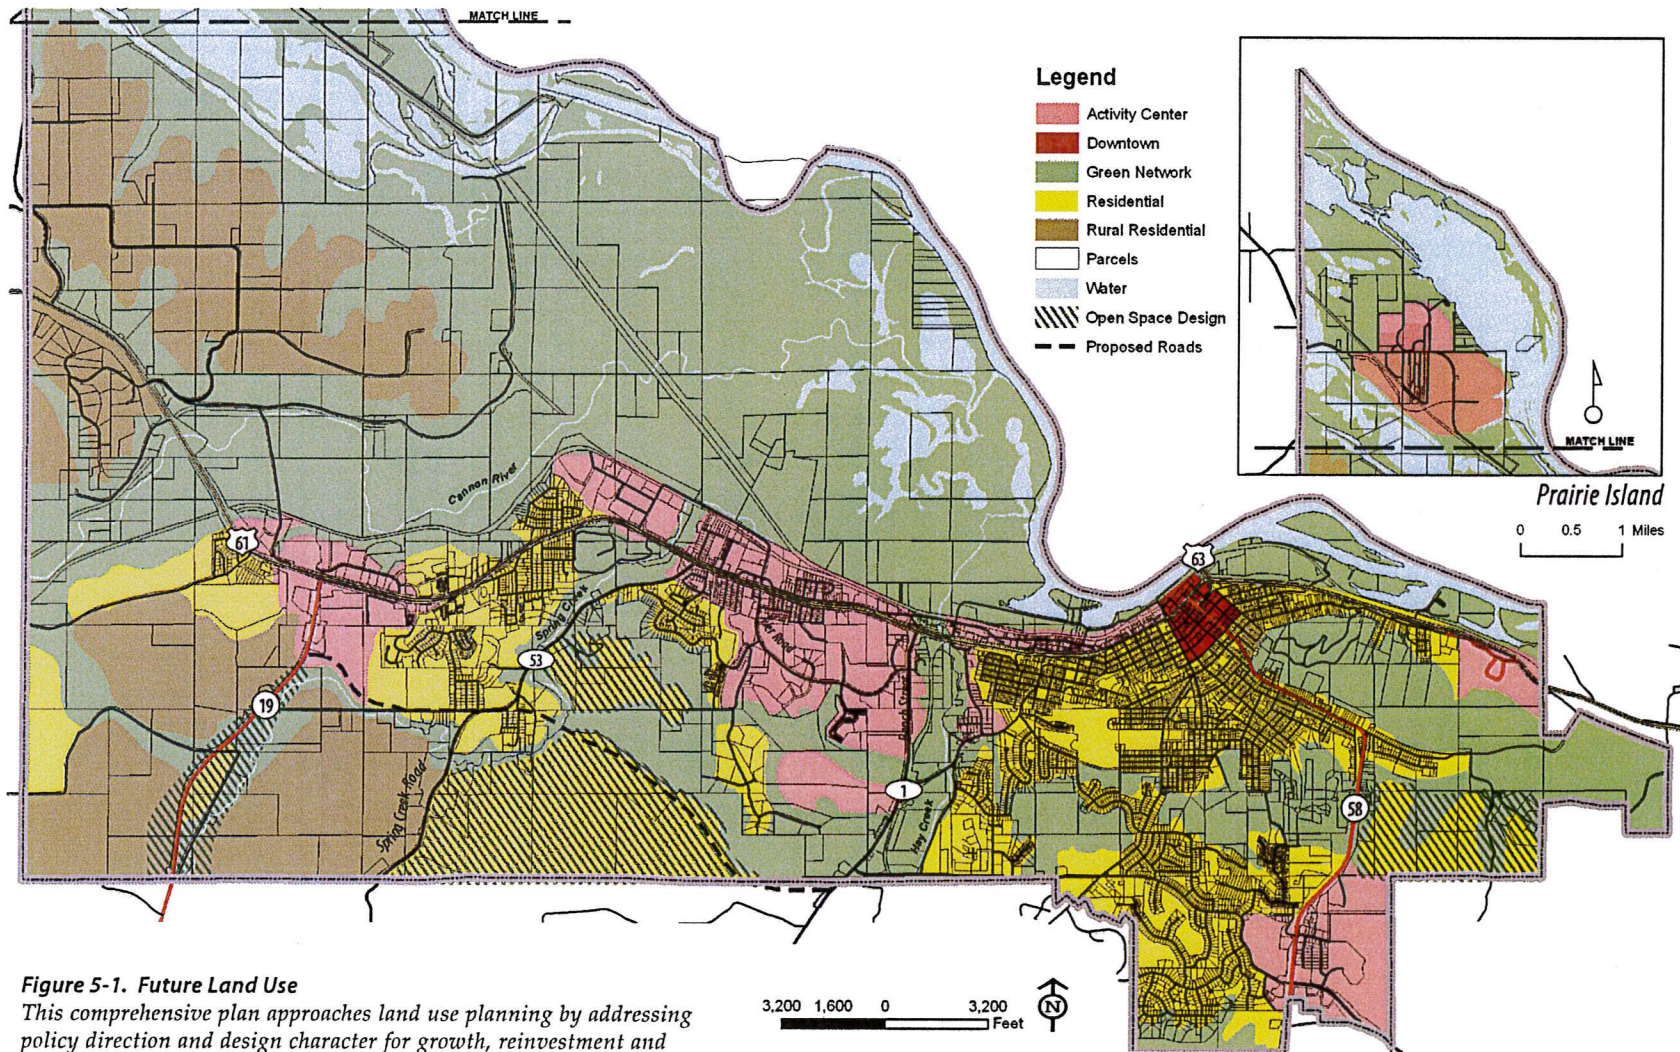 MATCH LINE
Legend
Activity Center
Downtown
Green Network
Residential
Rural Residential
Parcels
Water
Open Space Design
Proposed Roads
MATCH LINE
Prairie Island
0 0.5 1 Miles
Cannon River
61
63
Spring Creek
53
19
Spring Creek Road
1
Hay Creek
58
Figure 5-1. Future Land Use
This comprehensive plan approaches land use planning by addressing
policy direction and design character for growth, reinvestment and
3,200 1,600 0 3,200
Feet
N